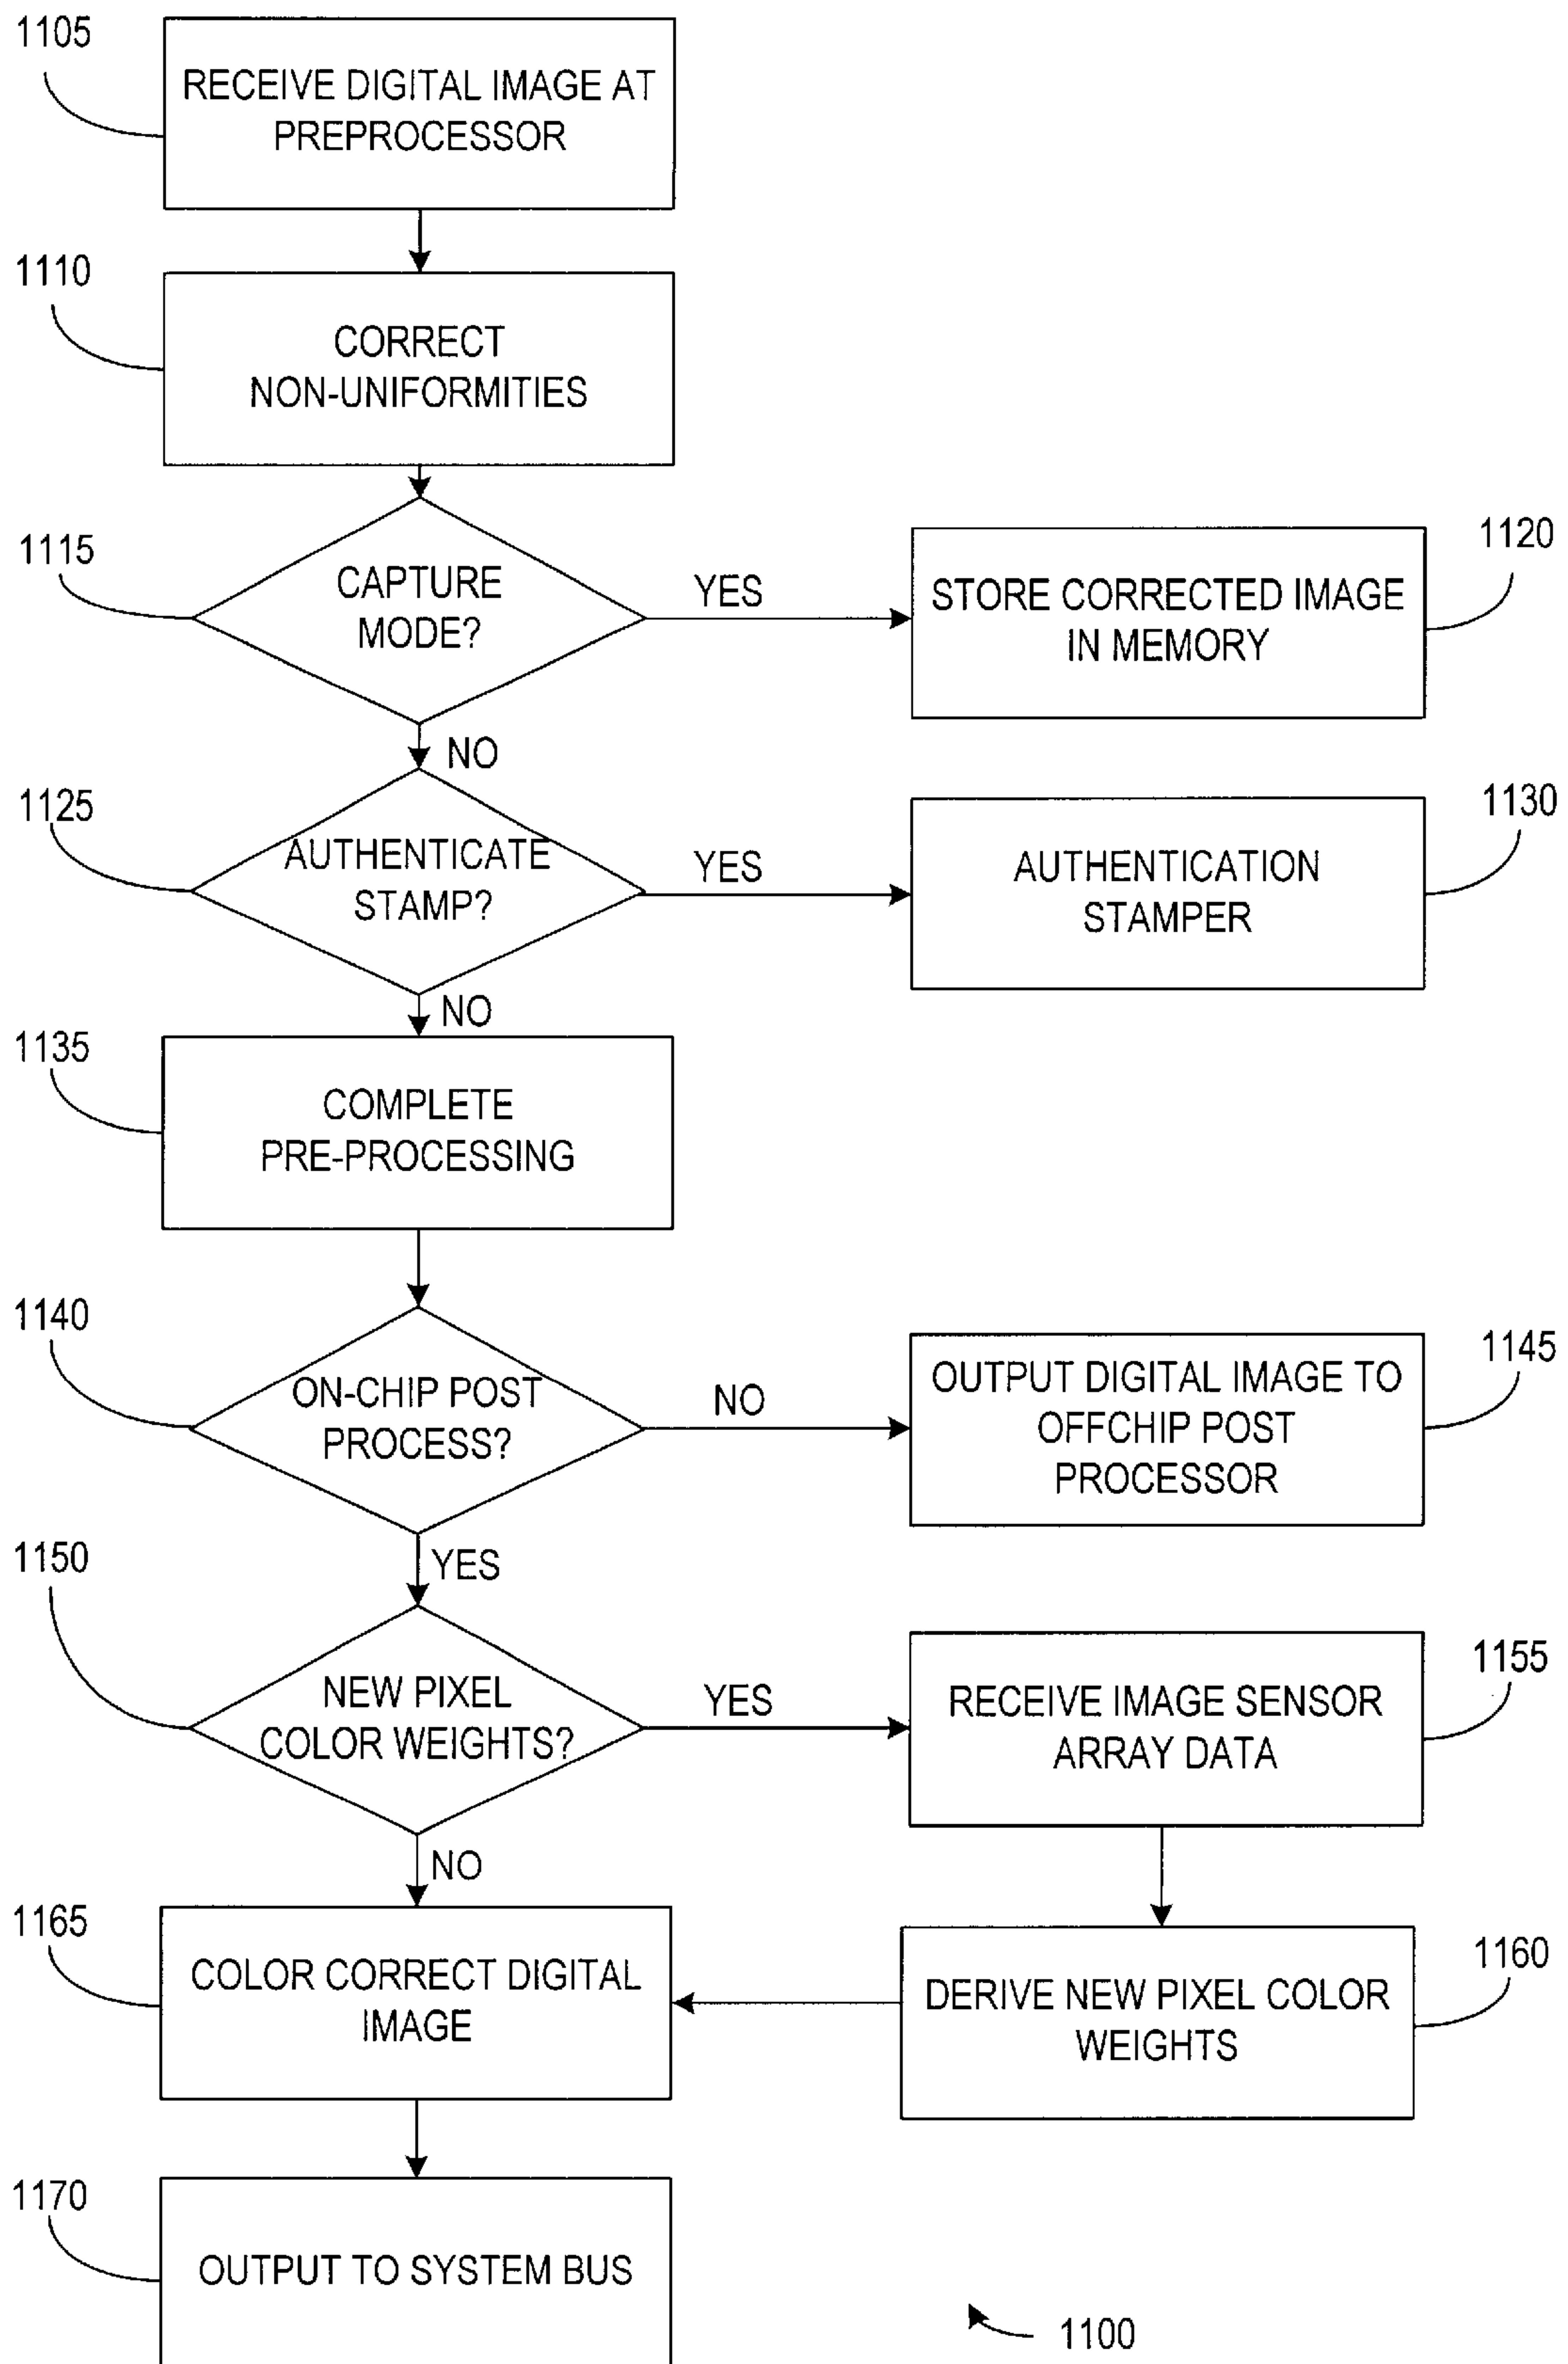 1105
RECEIVE DIGITAL IMAGE AT
PREPROCESSOR
1110
CORRECT
NON-UNIFORMITIES
1115
CAPTURE
MODE?
YES
1120
STORE CORRECTED IMAGE
IN MEMORY
NO
1125
AUTHENTICATE
STAMP?
YES
1130
AUTHENTICATION
STAMPER
NO
1135
COMPLETE
PRE-PROCESSING
1140
ON-CHIP POST
PROCESS?
NO
1145
OUTPUT DIGITAL IMAGE TO
OFFCHIP POST
PROCESSOR
YES
1150
NEW PIXEL
COLOR WEIGHTS?
YES
1155
RECEIVE IMAGE SENSOR
ARRAY DATA
NO
1165
COLOR CORRECT DIGITAL
IMAGE
1160
DERIVE NEW PIXEL COLOR
WEIGHTS
1170
OUTPUT TO SYSTEM BUS
1100